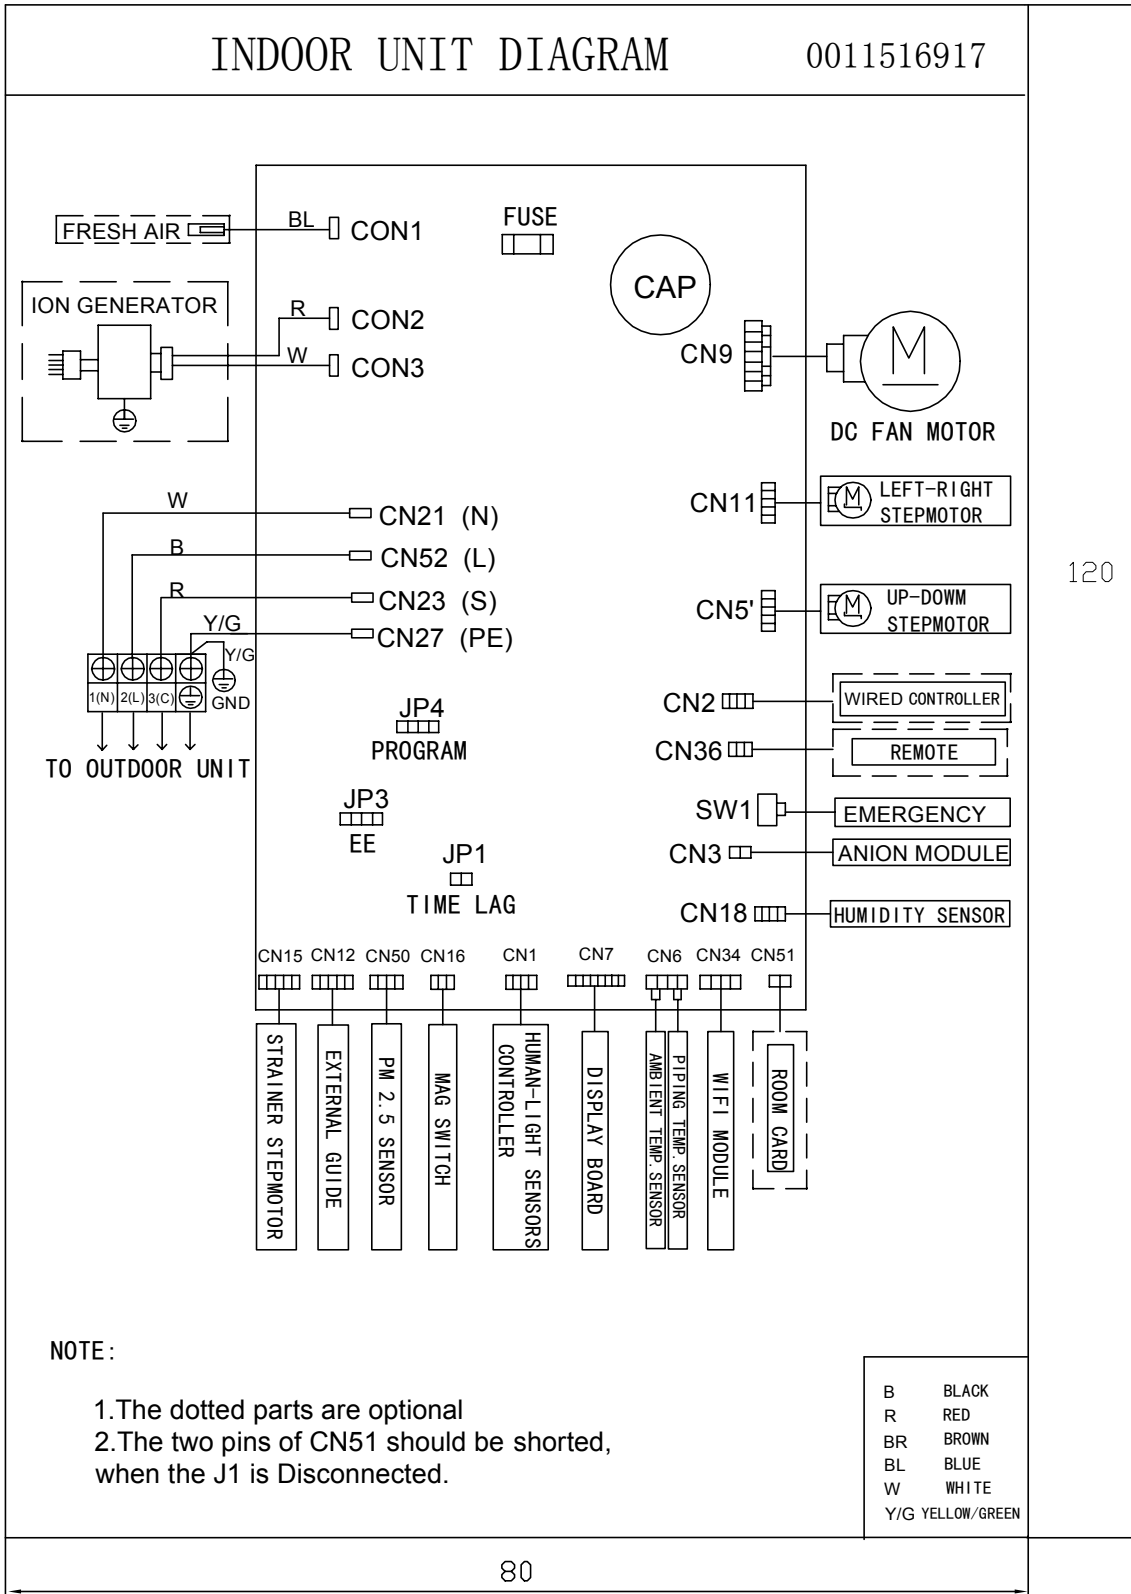 INDOOR UNIT DIAGRAM 0011516917
FRESH AIR
BL
CON1
FUSE
CAP
ION GENERATOR
R
CON2
W
CON3
CN9
M
DC FAN MOTOR
W
CN21 (N)
B
CN52 (L)
R
CN23 (S)
Y/G
CN27 (PE)
Y/G
GND
1(N) 2(L) 3(C)
TO OUTDOOR UNIT
CN11
M
LEFT-RIGHT
STEPMOTOR
CN5'
M
UP-DOWM
STEPMOTOR
120
CN2
WIRED CONTROLLER
CN36
REMOTE
SW1
EMERGENCY
CN3
ANION MODULE
CN18
HUMIDITY SENSOR
JP4
PROGRAM
JP3
EE
JP1
TIME LAG
CN15 CN12 CN50 CN16 CN1 CN7 CN6 CN34 CN51
STRAINER STEPMOTOR
EXTERNAL GUIDE
PM 2.5 SENSOR
MAG SWITCH
HUMAN-LIGHT SENSORS
CONTROLLER
DISPLAY BOARD
AMBIENT TEMP. SENSOR
PIPING TEMP. SENSOR
WIFI MODULE
ROOM CARD
NOTE:
1.The dotted parts are optional
2.The two pins of CN51 should be shorted,
when the J1 is Disconnected.
B BLACK
R RED
BR BROWN
BL BLUE
W WHITE
Y/G YELLOW/GREEN
80